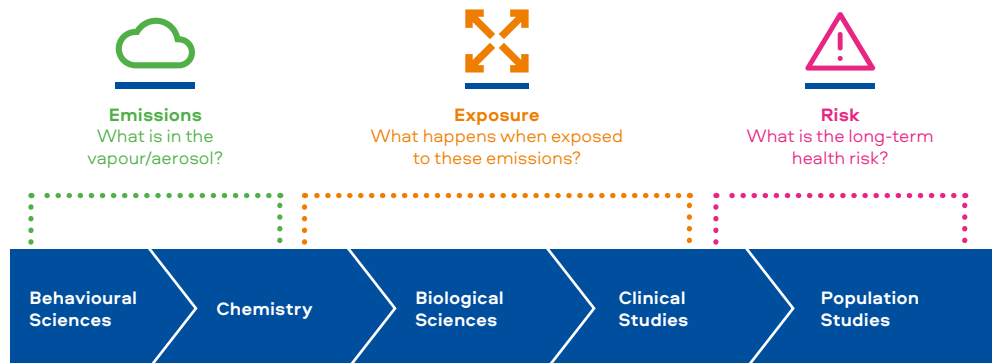 Emissions
What is in the
vapour/aerosol?
Exposure
What happens when exposed
to these emissions?
Risk
What is the long-term
health risk?
Behavioural
Sciences
Chemistry
Biological
Sciences
Clinical
Studies
Population
Studies